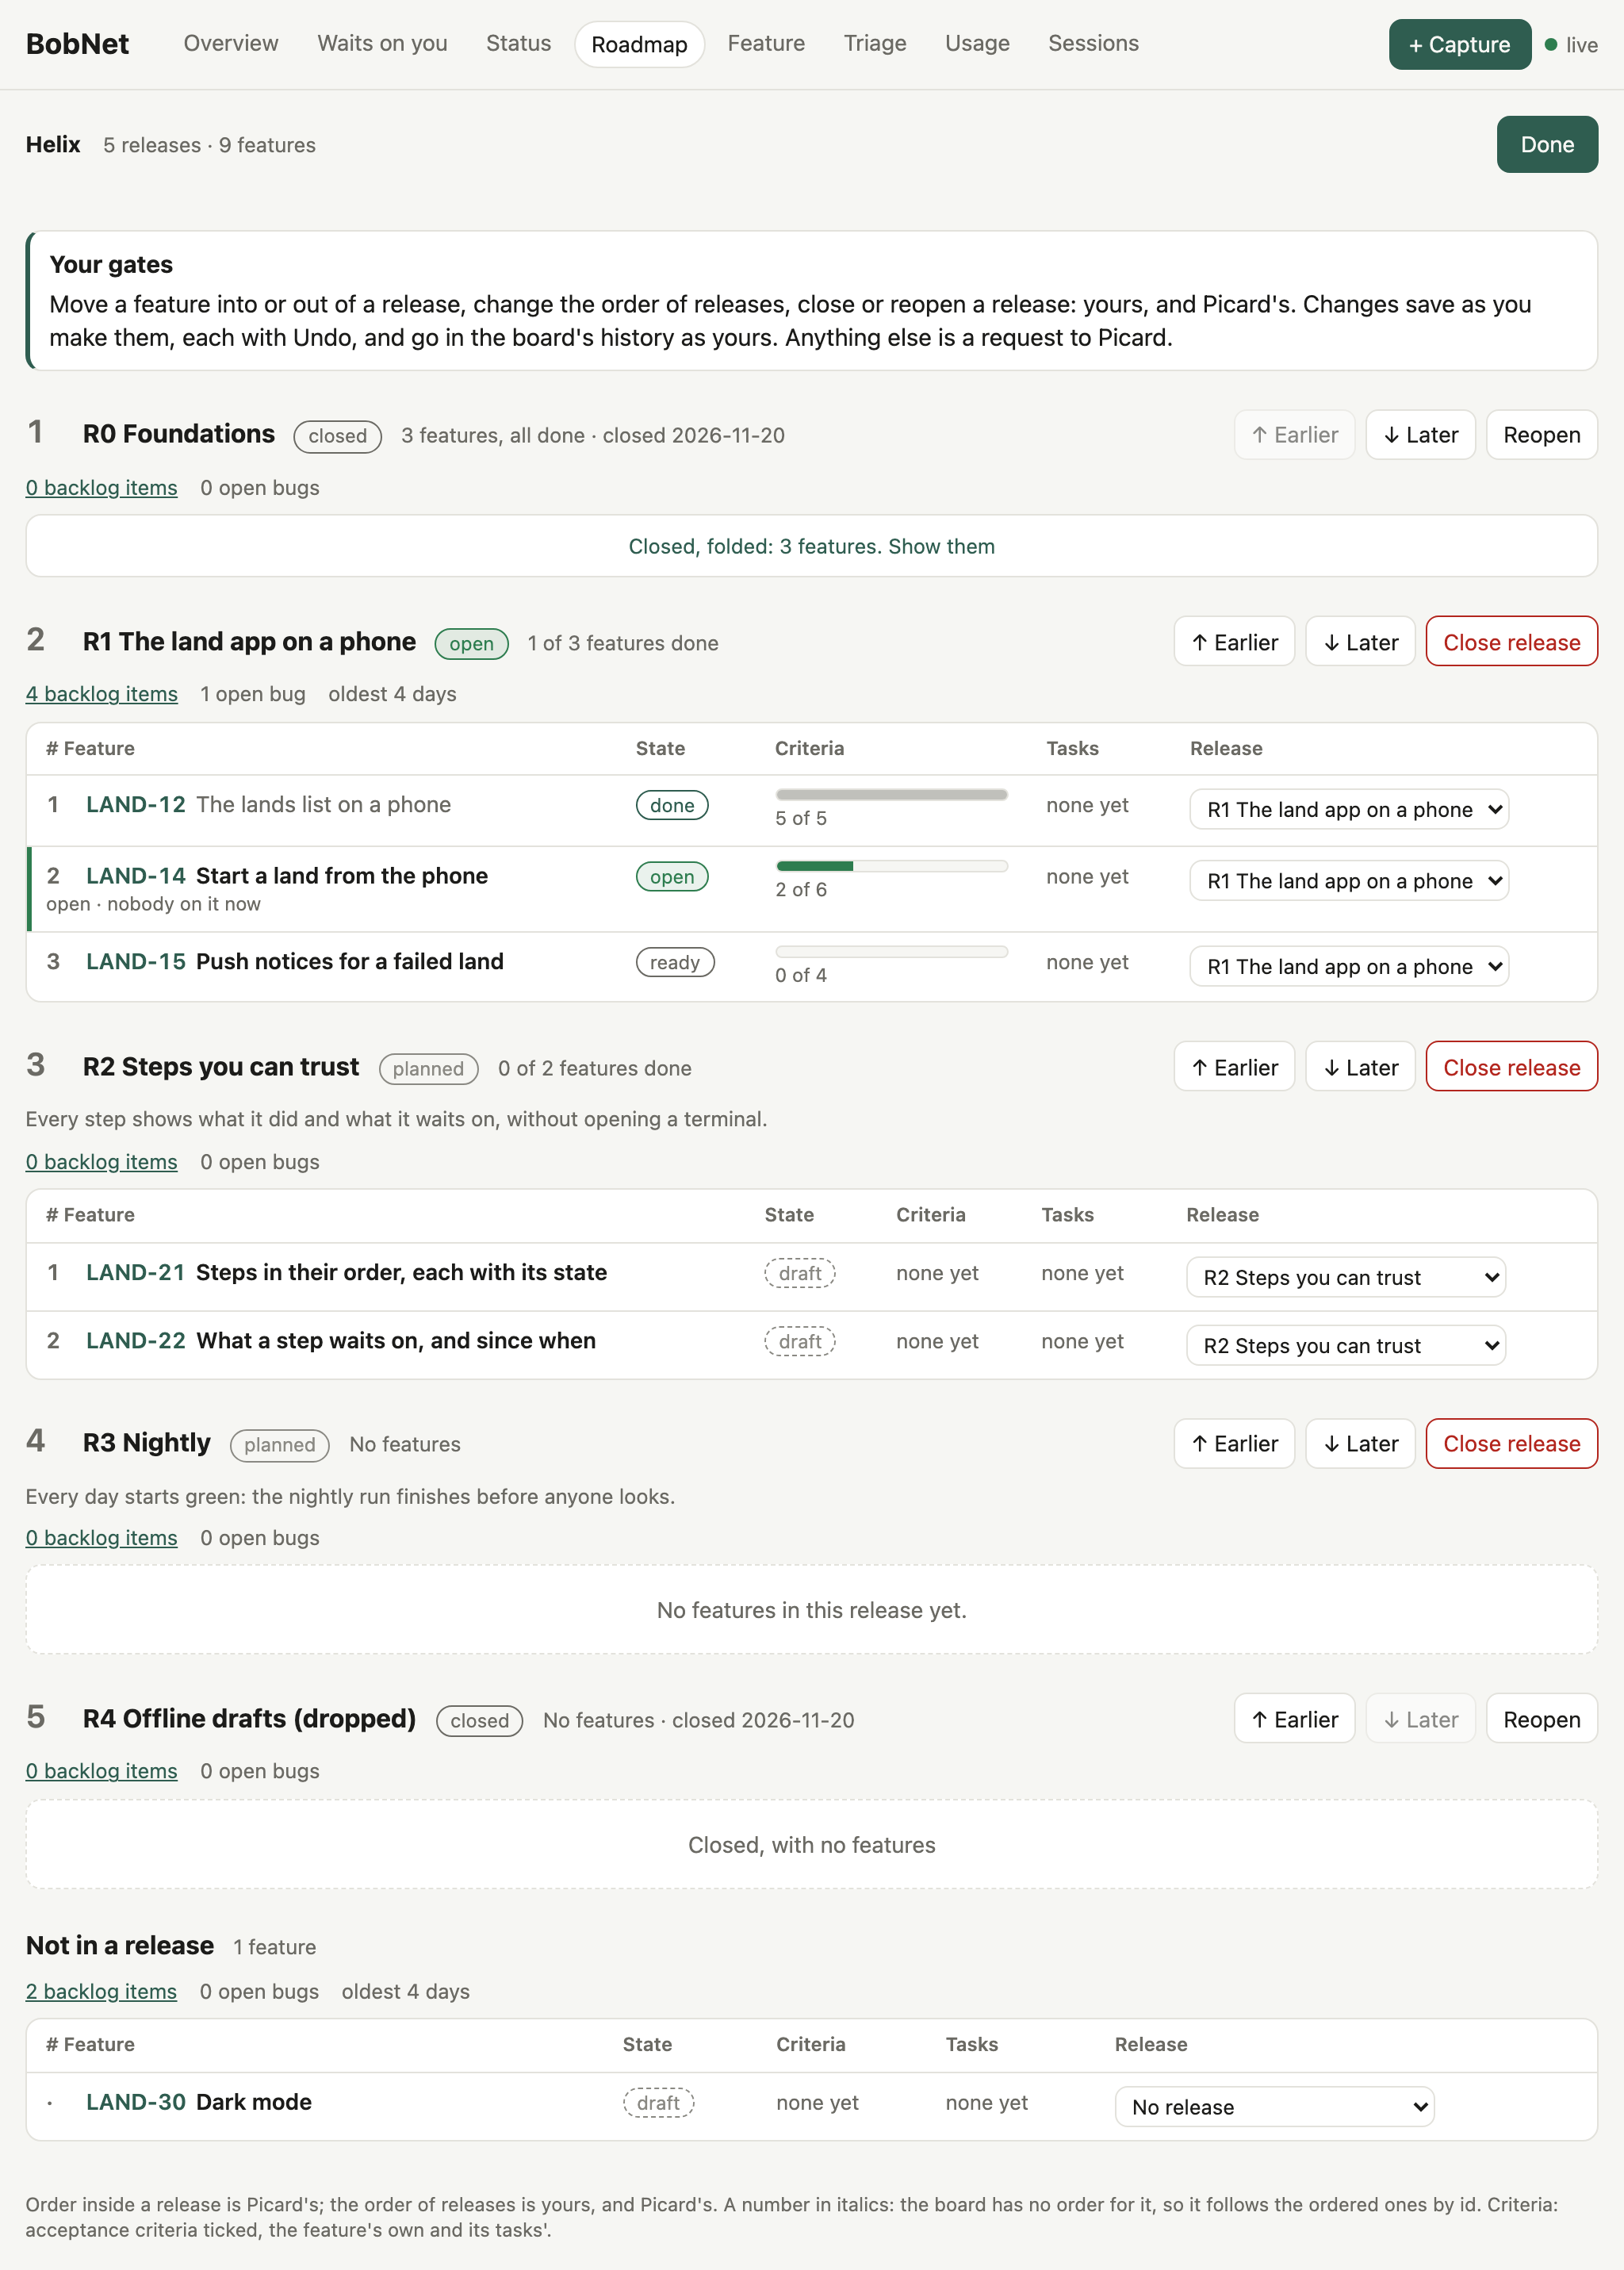 BobNet Overview Waits on you Status Roadmap Feature Triage Usage Sessions + Capture live
Helix 5 releases · 9 features Done
Your gates
Move a feature into or out of a release, change the order of releases, close or reopen a release: yours, and Picard's. Changes save as you
make them, each with Undo, and go in the board's history as yours. Anything else is a request to Picard.
1 R0 Foundations closed 3 features, all done · closed 2026-11-20 ↑ Earlier ↓ Later Reopen
0 backlog items 0 open bugs
Closed, folded: 3 features. Show them
2 R1 The land app on a phone open 1 of 3 features done ↑ Earlier ↓ Later Close release
4 backlog items 1 open bug oldest 4 days
# Feature State Criteria Tasks Release
1 LAND-12 The lands list on a phone done 5 of 5 none yet R1 The land app on a phone
2 LAND-14 Start a land from the phone open 2 of 6 none yet R1 The land app on a phone
open · nobody on it now
3 LAND-15 Push notices for a failed land ready 0 of 4 none yet R1 The land app on a phone
3 R2 Steps you can trust planned 0 of 2 features done ↑ Earlier ↓ Later Close release
Every step shows what it did and what it waits on, without opening a terminal.
0 backlog items 0 open bugs
# Feature State Criteria Tasks Release
1 LAND-21 Steps in their order, each with its state draft none yet none yet R2 Steps you can trust
2 LAND-22 What a step waits on, and since when draft none yet none yet R2 Steps you can trust
4 R3 Nightly planned No features ↑ Earlier ↓ Later Close release
Every day starts green: the nightly run finishes before anyone looks.
0 backlog items 0 open bugs
No features in this release yet.
5 R4 Offline drafts (dropped) closed No features · closed 2026-11-20 ↑ Earlier ↓ Later Reopen
0 backlog items 0 open bugs
Closed, with no features
Not in a release 1 feature
2 backlog items 0 open bugs oldest 4 days
# Feature State Criteria Tasks Release
· LAND-30 Dark mode draft none yet none yet No release
Order inside a release is Picard's; the order of releases is yours, and Picard's. A number in italics: the board has no order for it, so it follows the ordered ones by id. Criteria:
acceptance criteria ticked, the feature's own and its tasks'.